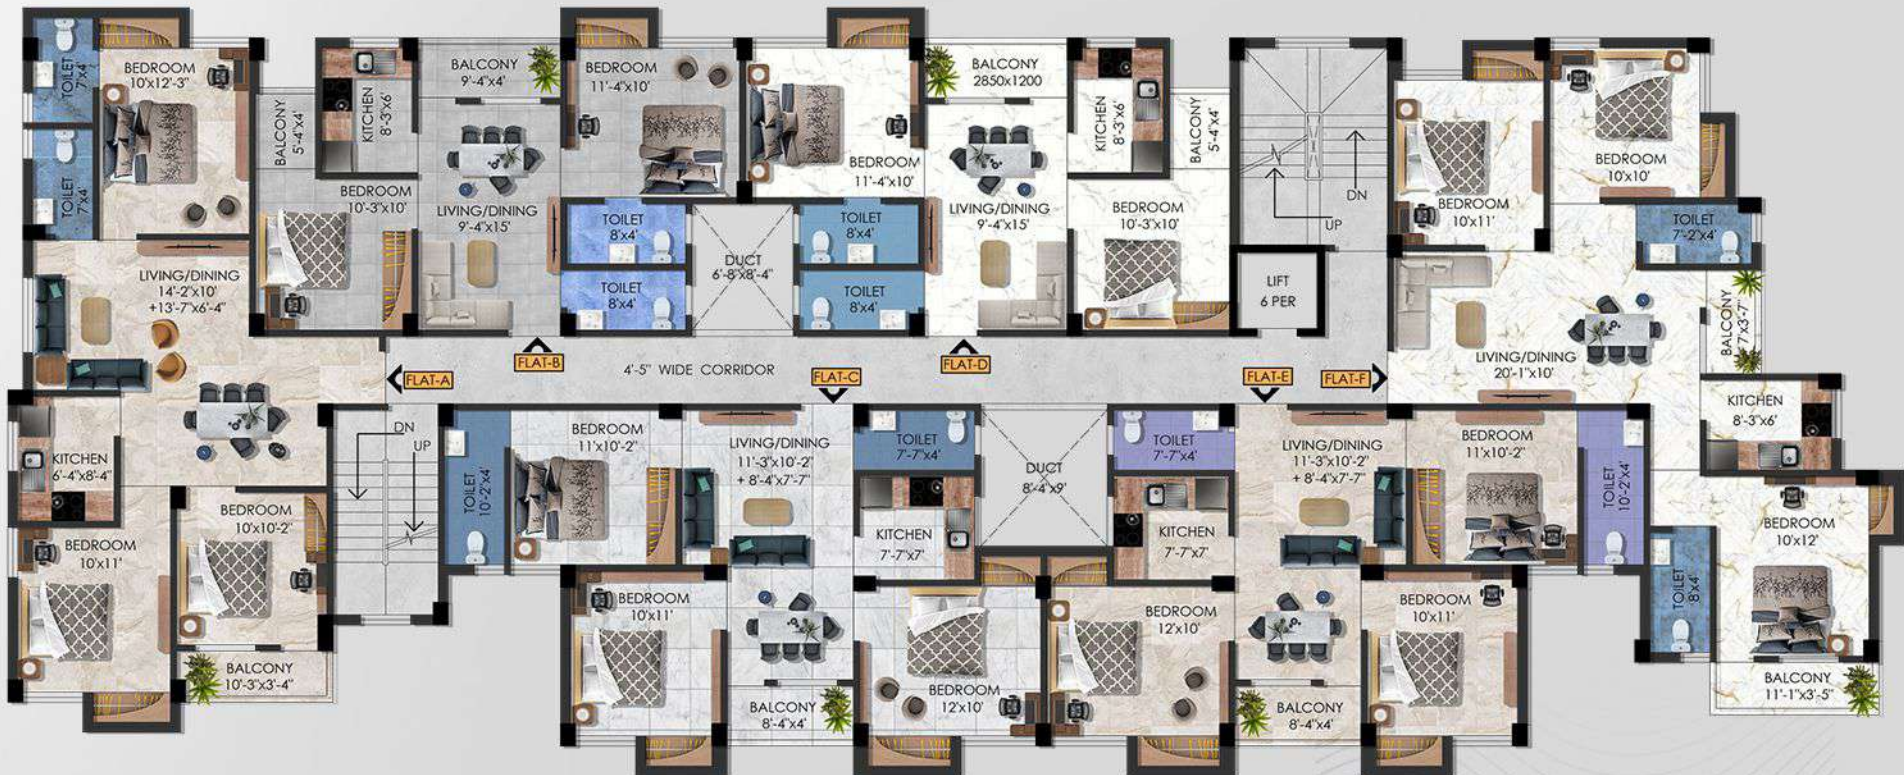 TOILET
7'x4'
BEDROOM
10'x12'-3"
TOILET
7'x4'
BALCONY
5'-4"x4'
KITCHEN
8'-3"x6'
BALCONY
9'-4"x4'
BEDROOM
11'-4"x10'
BEDROOM
11'-4"x10'
BALCONY
2850x1200
KITCHEN
8'-3"x6'
BALCONY
5'-4"x4'
DN
UP
BEDROOM
10'x11'
BEDROOM
10'x10'
BEDROOM
10'-3"x10'
LIVING/DINING
9'-4"x15'
TOILET
8'x4'
TOILET
8'x4'
DUCT
6'-8"x8'-4"
TOILET
8'x4'
TOILET
8'x4'
LIVING/DINING
9'-4"x15'
BEDROOM
10'-3"x10'
LIFT
6 PER
TOILET
7'-2"x4'
LIVING/DINING
14'-2"x10'
+13'-7"x6'-4"
BALCONY
7'x3'-7"
LIVING/DINING
20'-1"x10'
FLAT-A
FLAT-B
4'-5" WIDE CORRIDOR
FLAT-C
FLAT-D
FLAT-E
FLAT-F
KITCHEN
8'-3"x6'
KITCHEN
6'-4"x8'-4"
DN
UP
TOILET
10'-2"x4'
BEDROOM
11'x10'-2"
LIVING/DINING
11'-3"x10'-2"
+ 8'-4"x7'-7"
TOILET
7'-7"x4'
DUCT
8'-4"x9'
TOILET
7'-7"x4'
LIVING/DINING
11'-3"x10'-2"
+ 8'-4"x7'-7"
BEDROOM
11'x10'-2"
TOILET
10'-2"x4'
BEDROOM
10'x11'
BEDROOM
10'x10'-2"
KITCHEN
7'-7"x7'
KITCHEN
7'-7"x7'
BEDROOM
10'x12'
TOILET
8'x4'
BEDROOM
10'x11'
BEDROOM
12'x10'
BEDROOM
12'x10'
BEDROOM
10'x11'
BALCONY
10'-3"x3'-4"
BALCONY
8'-4"x4'
BALCONY
8'-4"x4'
BALCONY
11'-1"x3'-5"